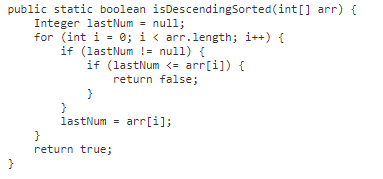 public static boolean isDescendingSorted(int[] arr) {
    Integer lastNum = null;
    for (int i = 0; i < arr.length; i++) {
        if (lastNum != null) {
            if (lastNum <= arr[i]) {
                return false;
            }
        }
        lastNum = arr[i];
    }
    return true;
}